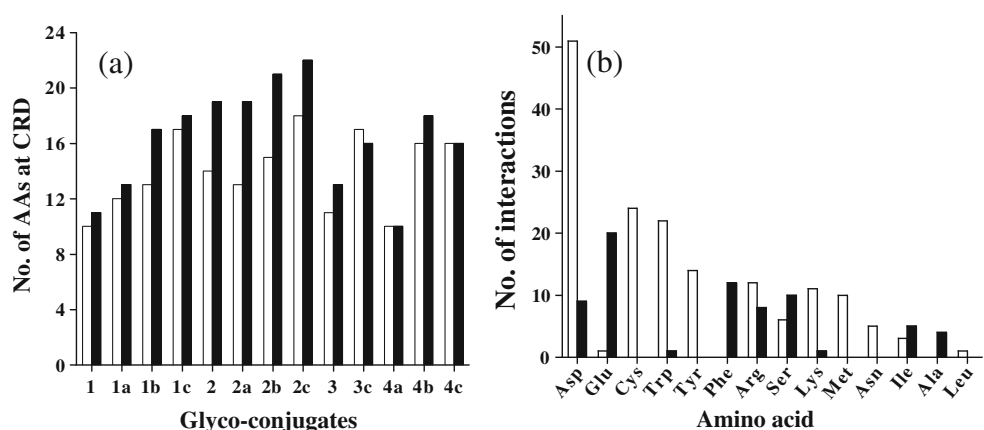 (a)
No. of AAs at CRD
24
20
16
12
8
4
0
1 1a 1b 1c 2 2a 2b 2c 3 3c 4a 4b 4c
Glyco-conjugates
(b)
No. of interactions
50
40
30
20
10
0
Asp Glu Cys Trp Tyr Phe Arg Ser Lys Met Asn Ile Ala Leu
Amino acid